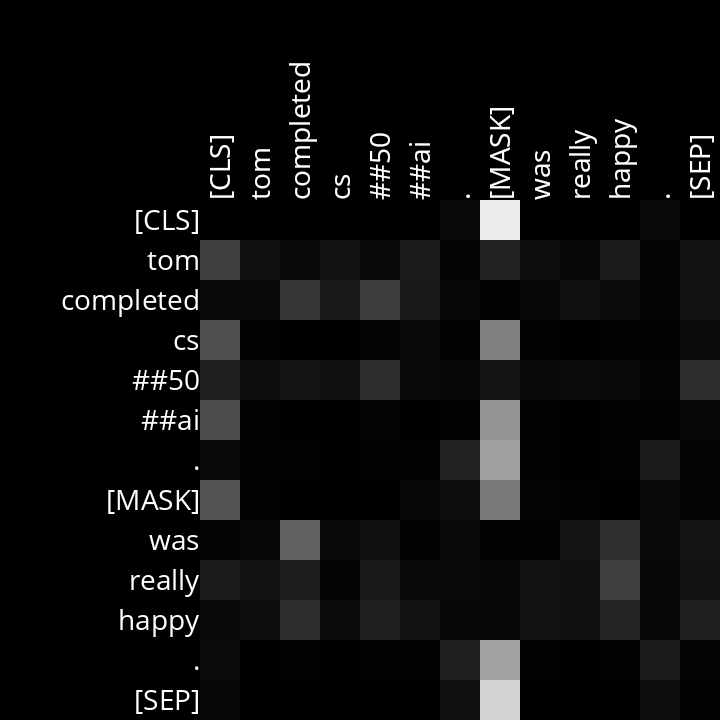 [CLS] tom completed cs ##50 ##ai . [MASK] was really happy . [SEP]
[CLS]
tom
completed
cs
##50
##ai
.
[MASK]
was
really
happy
.
[SEP]